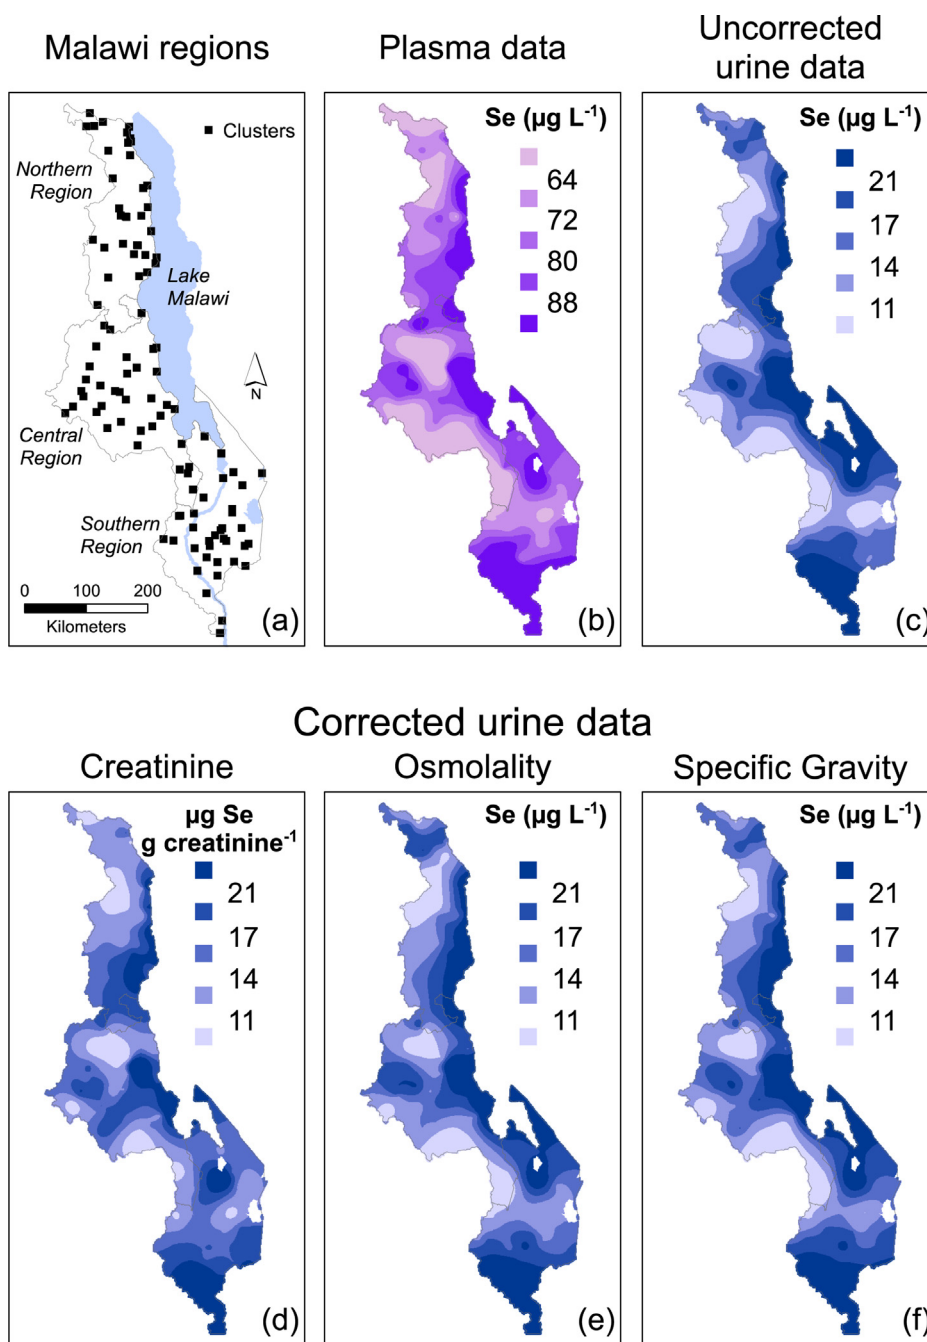 Malawi regions
Plasma data
Uncorrected
urine data
Clusters
Northern
Region
Lake
Malawi
N
Central
Region
Southern
Region
0 100 200
Kilometers
(a)
Se (µg L⁻¹)
64
72
80
88
(b)
Se (µg L⁻¹)
21
17
14
11
(c)
Corrected urine data
Creatinine
Osmolality
Specific Gravity
µg Se
g creatinine⁻¹
21
17
14
11
(d)
Se (µg L⁻¹)
21
17
14
11
(e)
Se (µg L⁻¹)
21
17
14
11
(f)